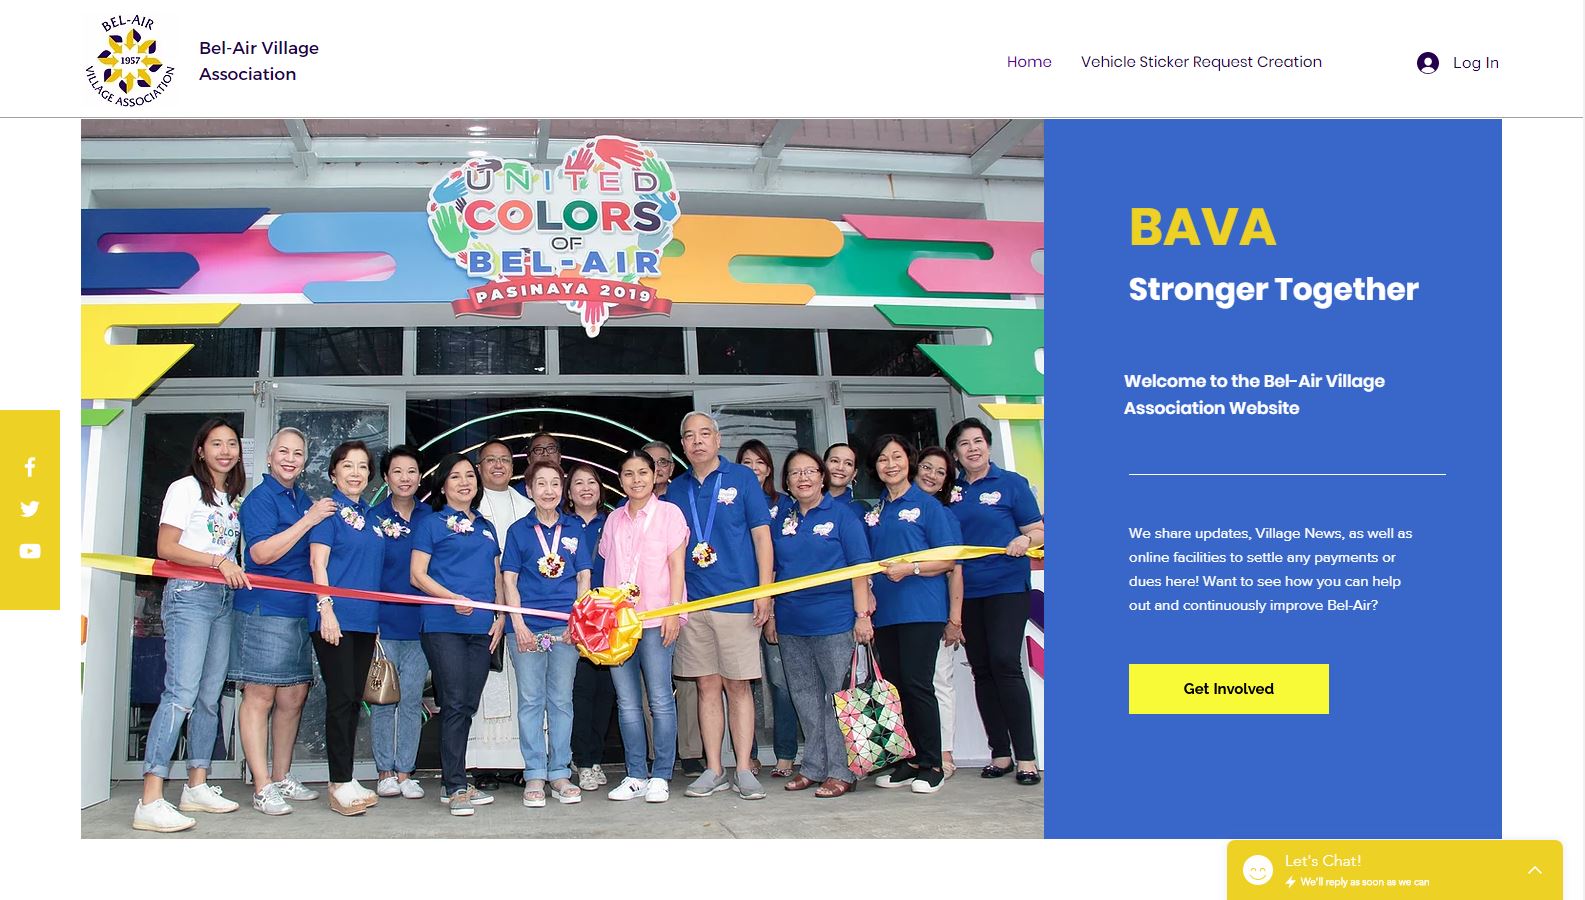 BEL-AIR
1957
VILLAGE ASSOCIATION
Bel-Air Village
Association
Home
Vehicle Sticker Request Creation
Log In
UNITED
COLORS
OF
BEL-AIR
PASINAYA 2019
BAVA
Stronger Together
Welcome to the Bel-Air Village
Association Website
We share updates, Village News, as well as
online facilities to settle any payments or
dues here! Want to see how you can help
out and continuously improve Bel-Air?
Get Involved
COLORS
Let's Chat!
We'll reply as soon as we can